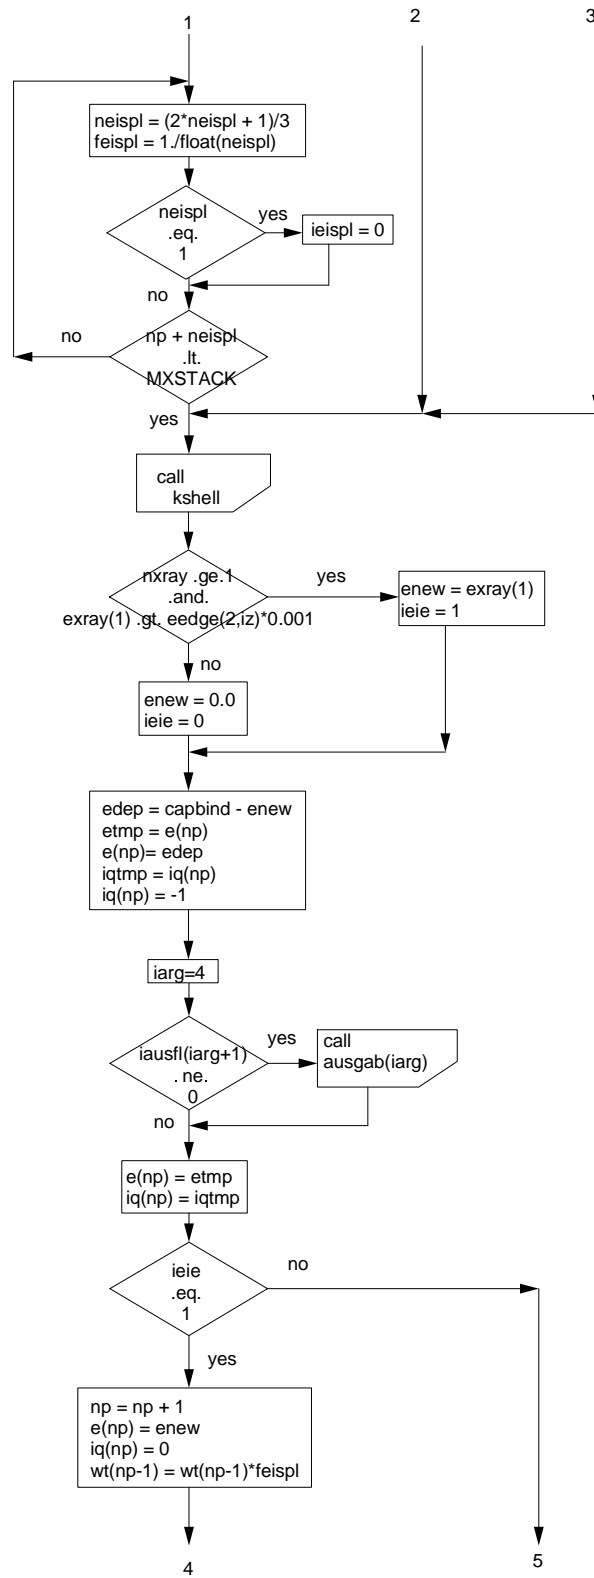 1
2
3
neispl = (2*neispl + 1)/3
feispl = 1./float(neispl)
neispl
.eq.
1
yes
ieispl = 0
no
np + neispl
.lt.
MXSTACK
no
yes
call
kshell
nxray .ge.1
.and.
exray(1) .gt. eedge(2,iz)*0.001
yes
enew = exray(1)
ieie = 1
no
enew = 0.0
ieie = 0
edep = capbind - enew
etmp = e(np)
e(np)= edep
iqtmp = iq(np)
iq(np) = -1
iarg=4
iausfl(iarg+1)
. ne.
0
yes
call
ausgab(iarg)
no
e(np) = etmp
iq(np) = iqtmp
ieie
.eq.
1
no
yes
np = np + 1
e(np) = enew
iq(np) = 0
wt(np-1) = wt(np-1)*feispl
4
5